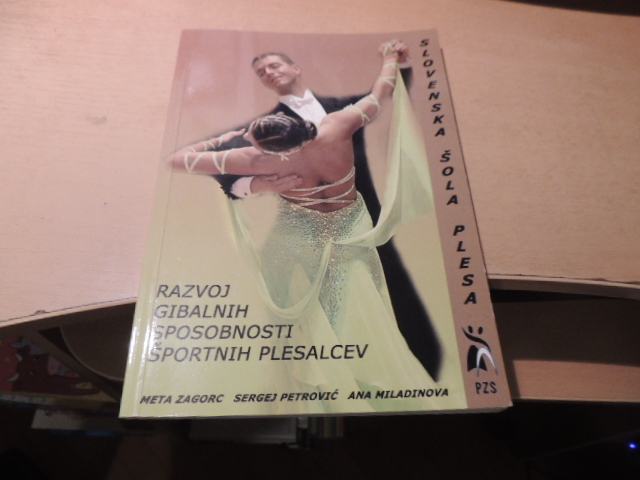 SLOVENSKA ŠOLA PLESA
RAZVOJ
GIBALNIH
SPOSOBNOSTI
ŠPORTNIH PLESALCEV
PZS
META ZAGORC SERGEJ PETROVIĆ ANA MILADINOVA